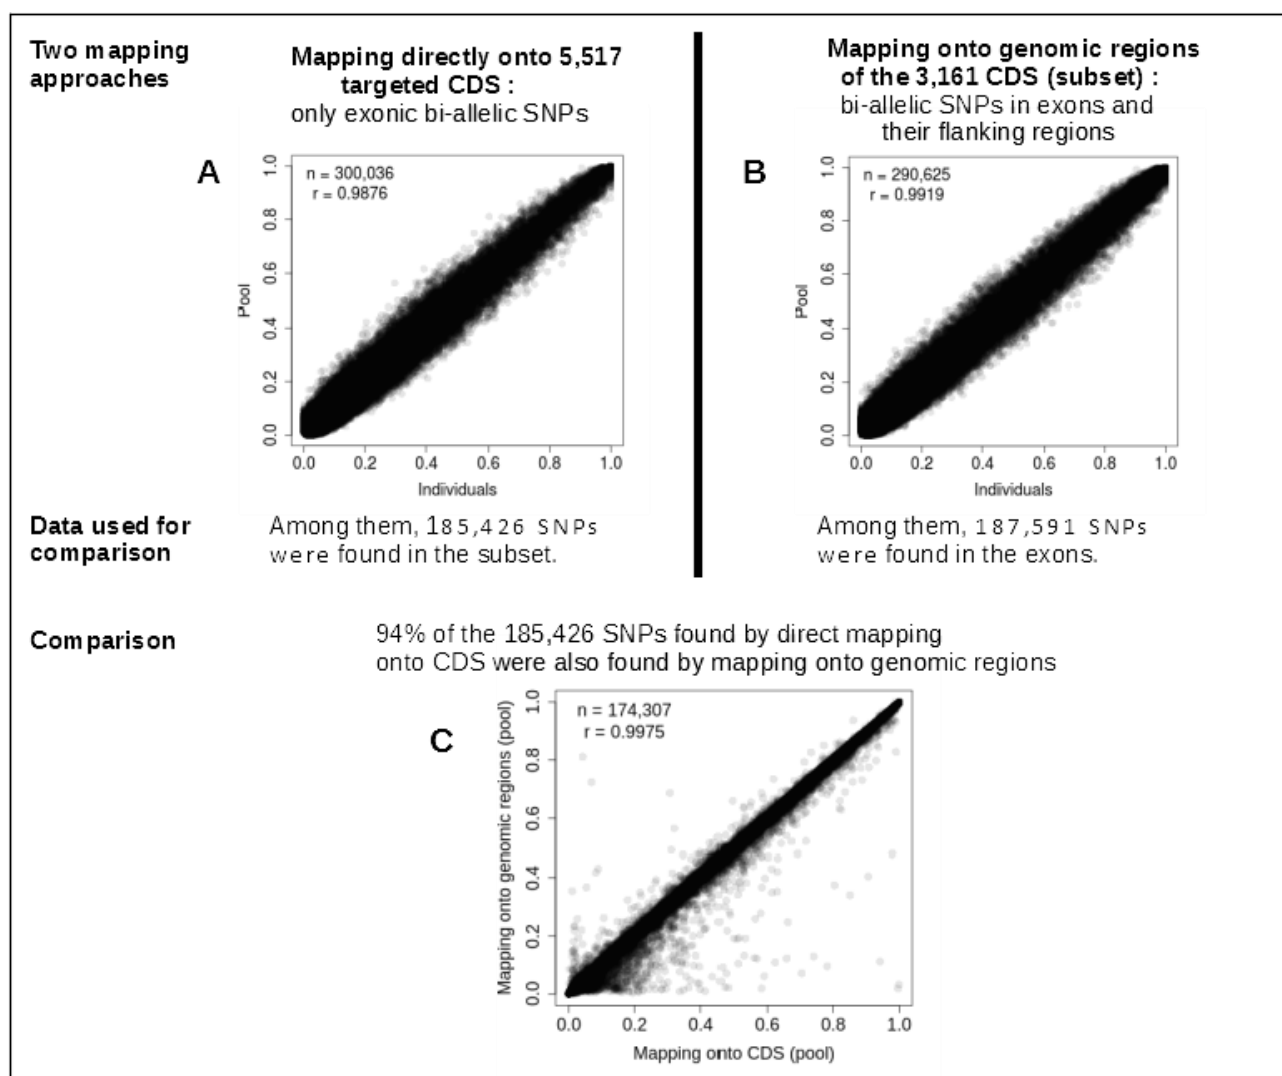 Two mapping
approaches
Mapping directly onto 5,517
targeted CDS :
only exonic bi-allelic SNPs
Mapping onto genomic regions
of the 3,161 CDS (subset) :
bi-allelic SNPs in exons and
their flanking regions
A
n = 300,036
r = 0.9876
1.0
0.8
0.6
0.4
0.2
0.0
Pool
0.0 0.2 0.4 0.6 0.8 1.0
Individuals
B
n = 290,625
r = 0.9919
1.0
0.8
0.6
0.4
0.2
0.0
Pool
0.0 0.2 0.4 0.6 0.8 1.0
Individuals
Data used for
comparison
Among them, 185,426 SNPs
were found in the subset.
Among them, 187,591 SNPs
were found in the exons.
Comparison
94% of the 185,426 SNPs found by direct mapping
onto CDS were also found by mapping onto genomic regions
C
n = 174,307
r = 0.9975
1.0
0.8
0.6
0.4
0.2
0.0
Mapping onto genomic regions (pool)
0.0 0.2 0.4 0.6 0.8 1.0
Mapping onto CDS (pool)